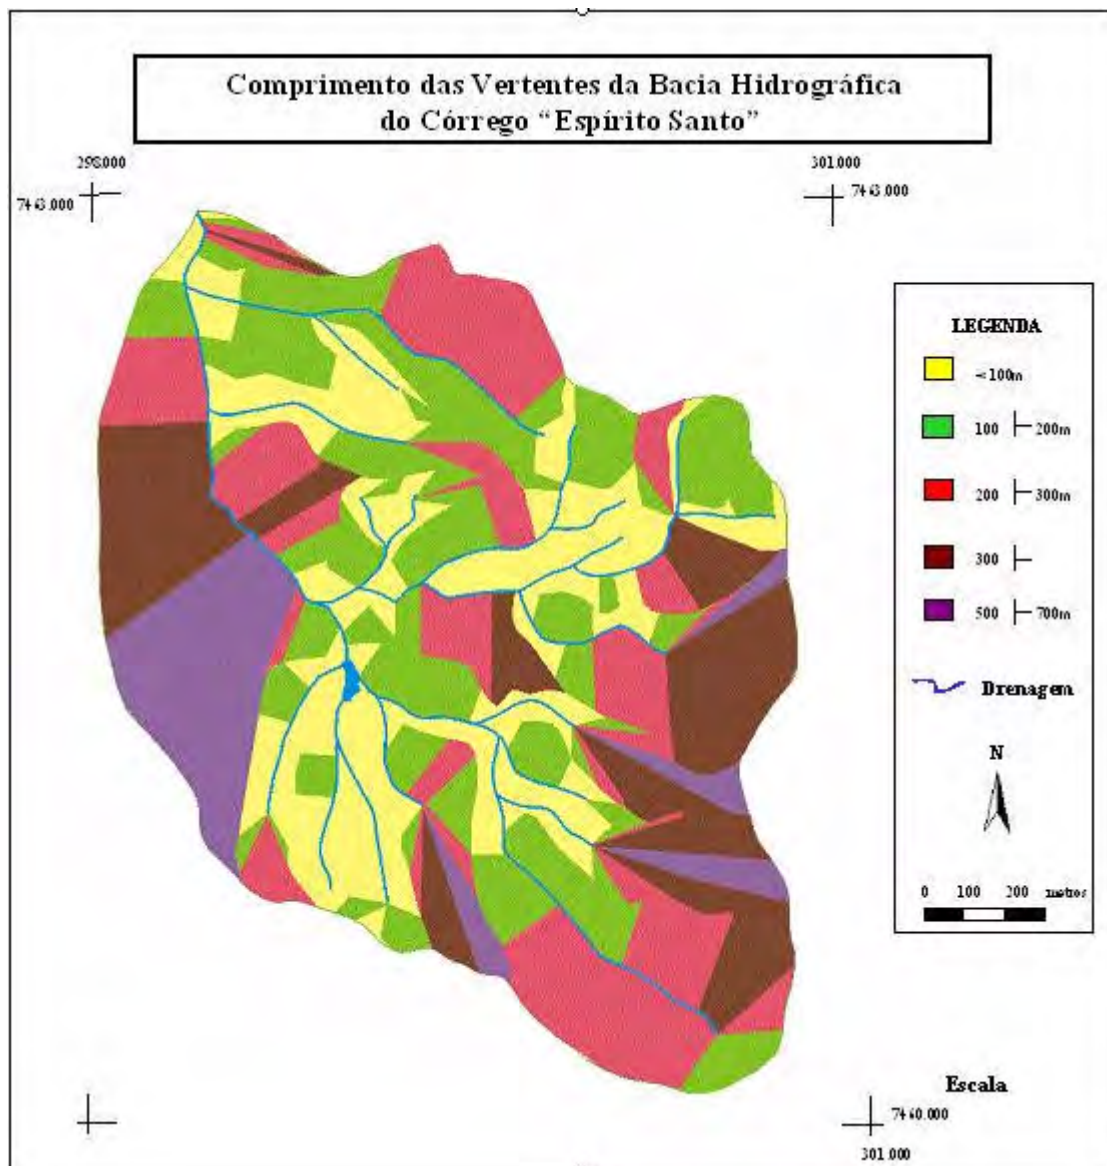 Comprimento das Vertentes da Bacia Hidrográfica
do Córrego “Espírito Santo”
298.000
7463.000
301.000
7463.000
LEGENDA
<100m
100 200m
200 300m
300
500 700m
Drenagem
N
0 100 200 metros
Escala
7460.000
301.000